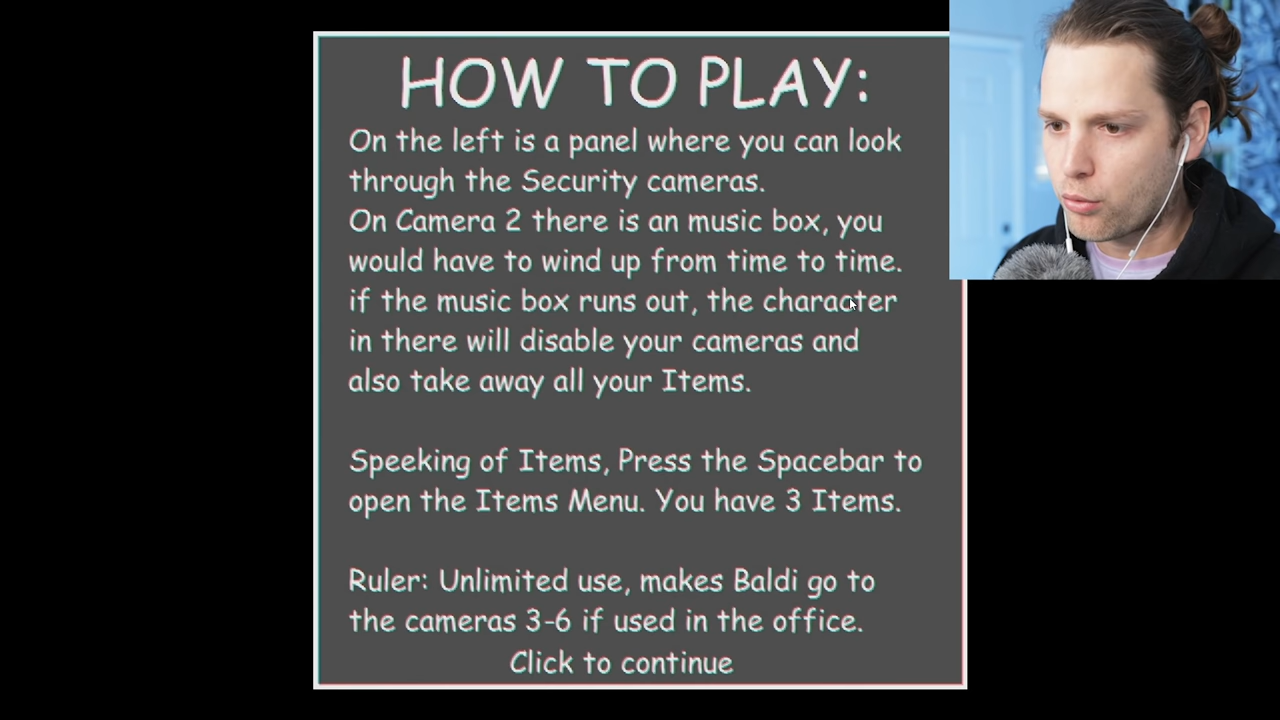 HOW TO PLAY:
On the left is a panel where you can look
through the Security cameras.
On Camera 2 there is an music box, you
would have to wind up from time to time.
if the music box runs out, the character
in there will disable your cameras and
also take away all your Items.
Speeking of Items, Press the Spacebar to
open the Items Menu. You have 3 Items.
Ruler: Unlimited use, makes Baldi go to
the cameras 3-6 if used in the office.
Click to continue